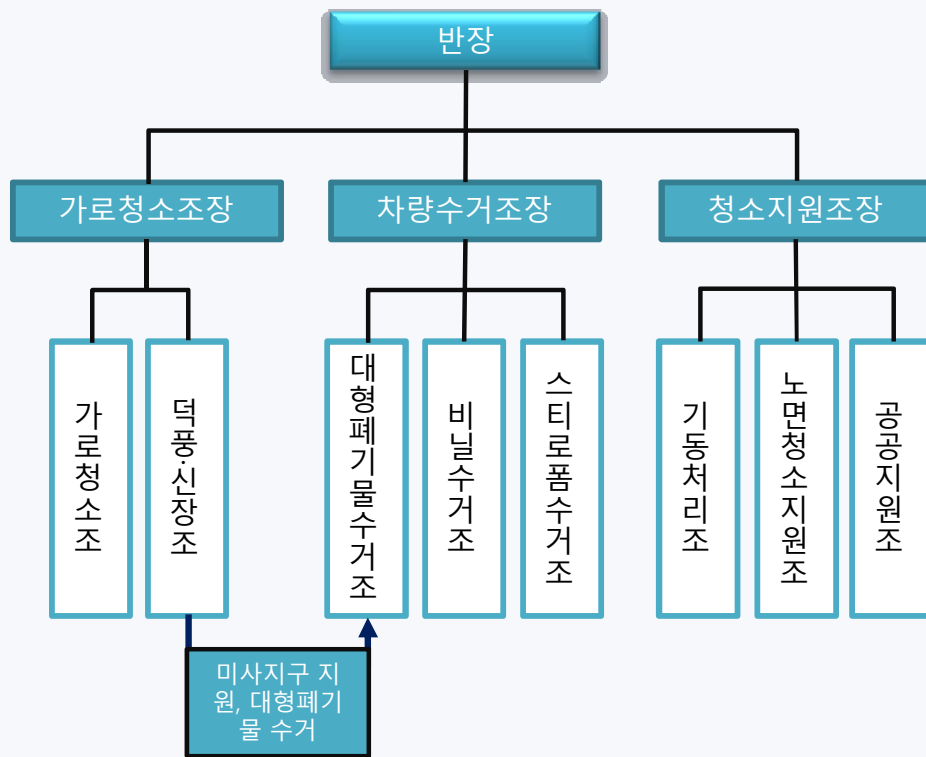 반장
가로청소조장
차량수거조장
청소지원조장
가로청소조
덕풍·신장조
대형폐기물수거조
비닐수거조
스티로폼수거조
기동처리조
노면청소지원조
공공지원조
미사지구 지
원, 대형폐기
물 수거